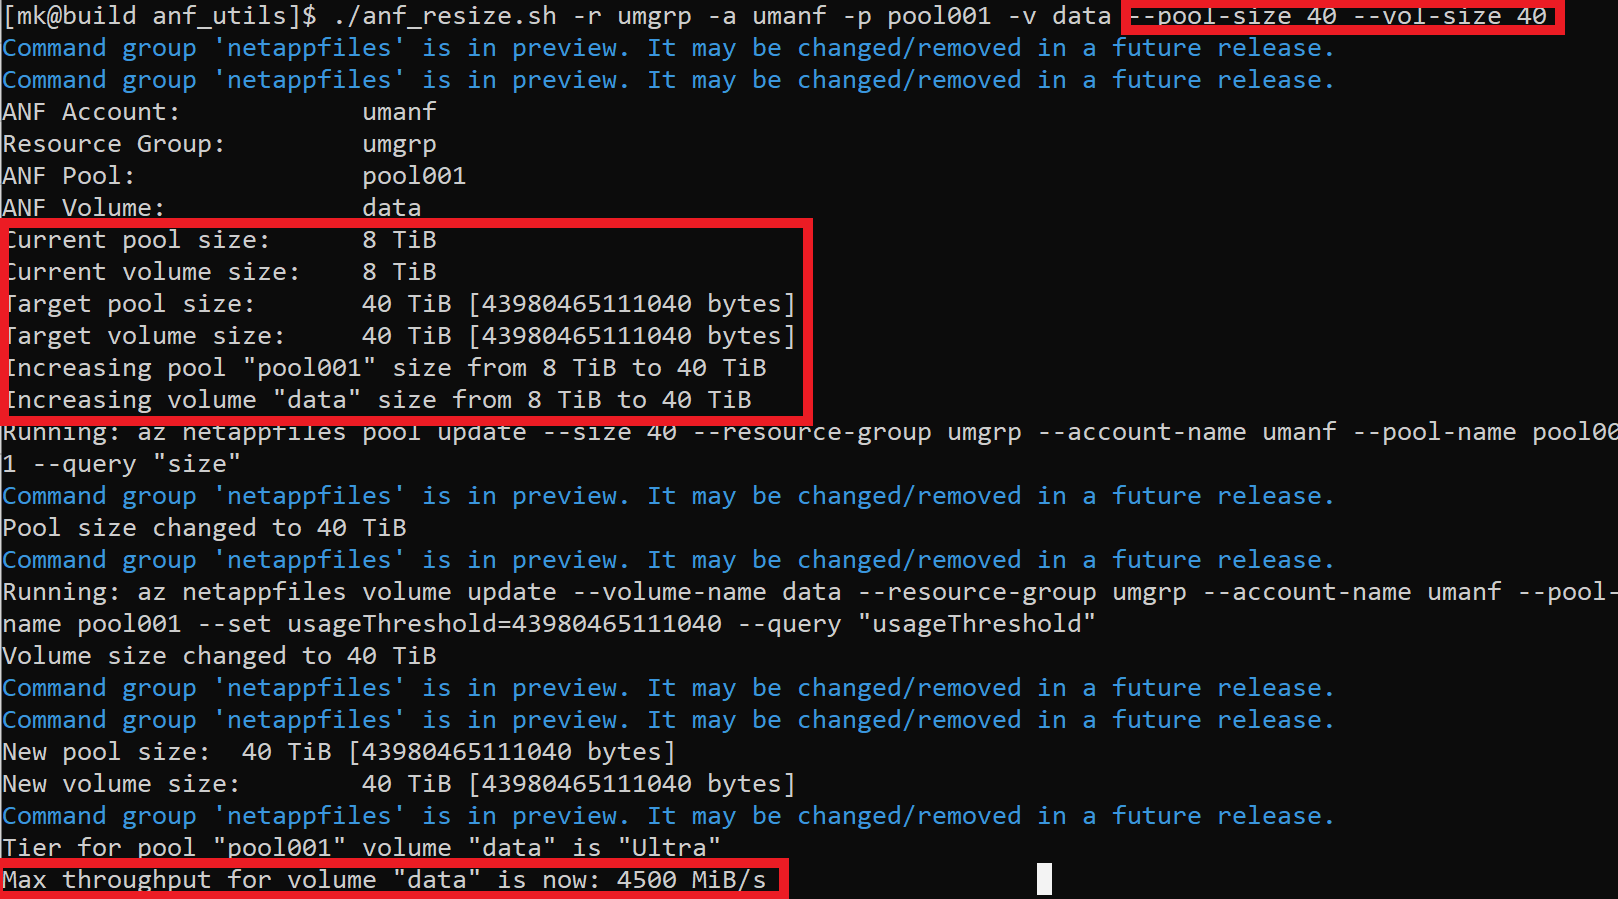 [mk@build anf_utils]$ ./anf_resize.sh -r umgrp -a umanf -p pool001 -v data --pool-size 40 --vol-size 40
Command group 'netappfiles' is in preview. It may be changed/removed in a future release.
Command group 'netappfiles' is in preview. It may be changed/removed in a future release.
ANF Account:            umanf
Resource Group:         umgrp
ANF Pool:               pool001
ANF Volume:             data
Current pool size:      8 TiB
Current volume size:    8 TiB
Target pool size:       40 TiB [43980465111040 bytes]
Target volume size:     40 TiB [43980465111040 bytes]
Increasing pool "pool001" size from 8 TiB to 40 TiB
Increasing volume "data" size from 8 TiB to 40 TiB
Running: az netappfiles pool update --size 40 --resource-group umgrp --account-name umanf --pool-name pool00
1 --query "size"
Command group 'netappfiles' is in preview. It may be changed/removed in a future release.
Pool size changed to 40 TiB
Command group 'netappfiles' is in preview. It may be changed/removed in a future release.
Running: az netappfiles volume update --volume-name data --resource-group umgrp --account-name umanf --pool-
name pool001 --set usageThreshold=43980465111040 --query "usageThreshold"
Volume size changed to 40 TiB
Command group 'netappfiles' is in preview. It may be changed/removed in a future release.
Command group 'netappfiles' is in preview. It may be changed/removed in a future release.
New pool size:  40 TiB [43980465111040 bytes]
New volume size:        40 TiB [43980465111040 bytes]
Command group 'netappfiles' is in preview. It may be changed/removed in a future release.
Tier for pool "pool001" volume "data" is "Ultra"
Max throughput for volume "data" is now: 4500 MiB/s